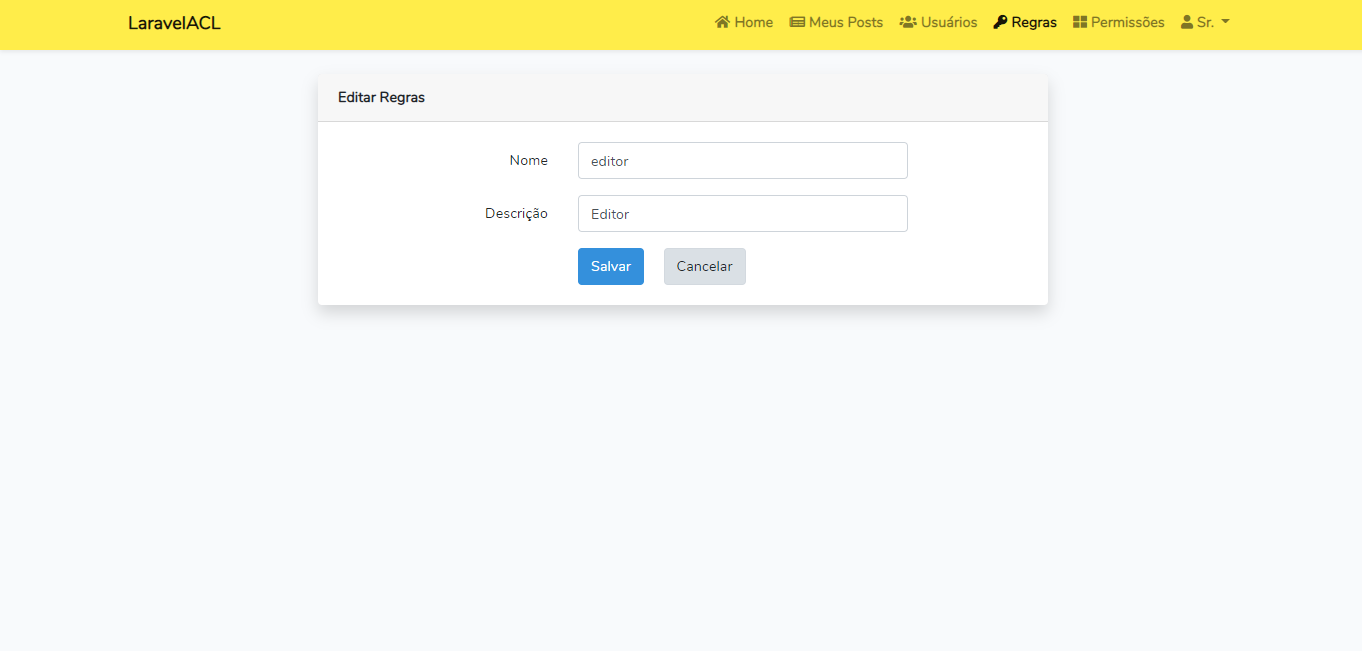 LaravelACL Home Meus Posts Usuários Regras Permissões Sr.
Editar Regras
Nome editor
Descrição Editor
Salvar Cancelar